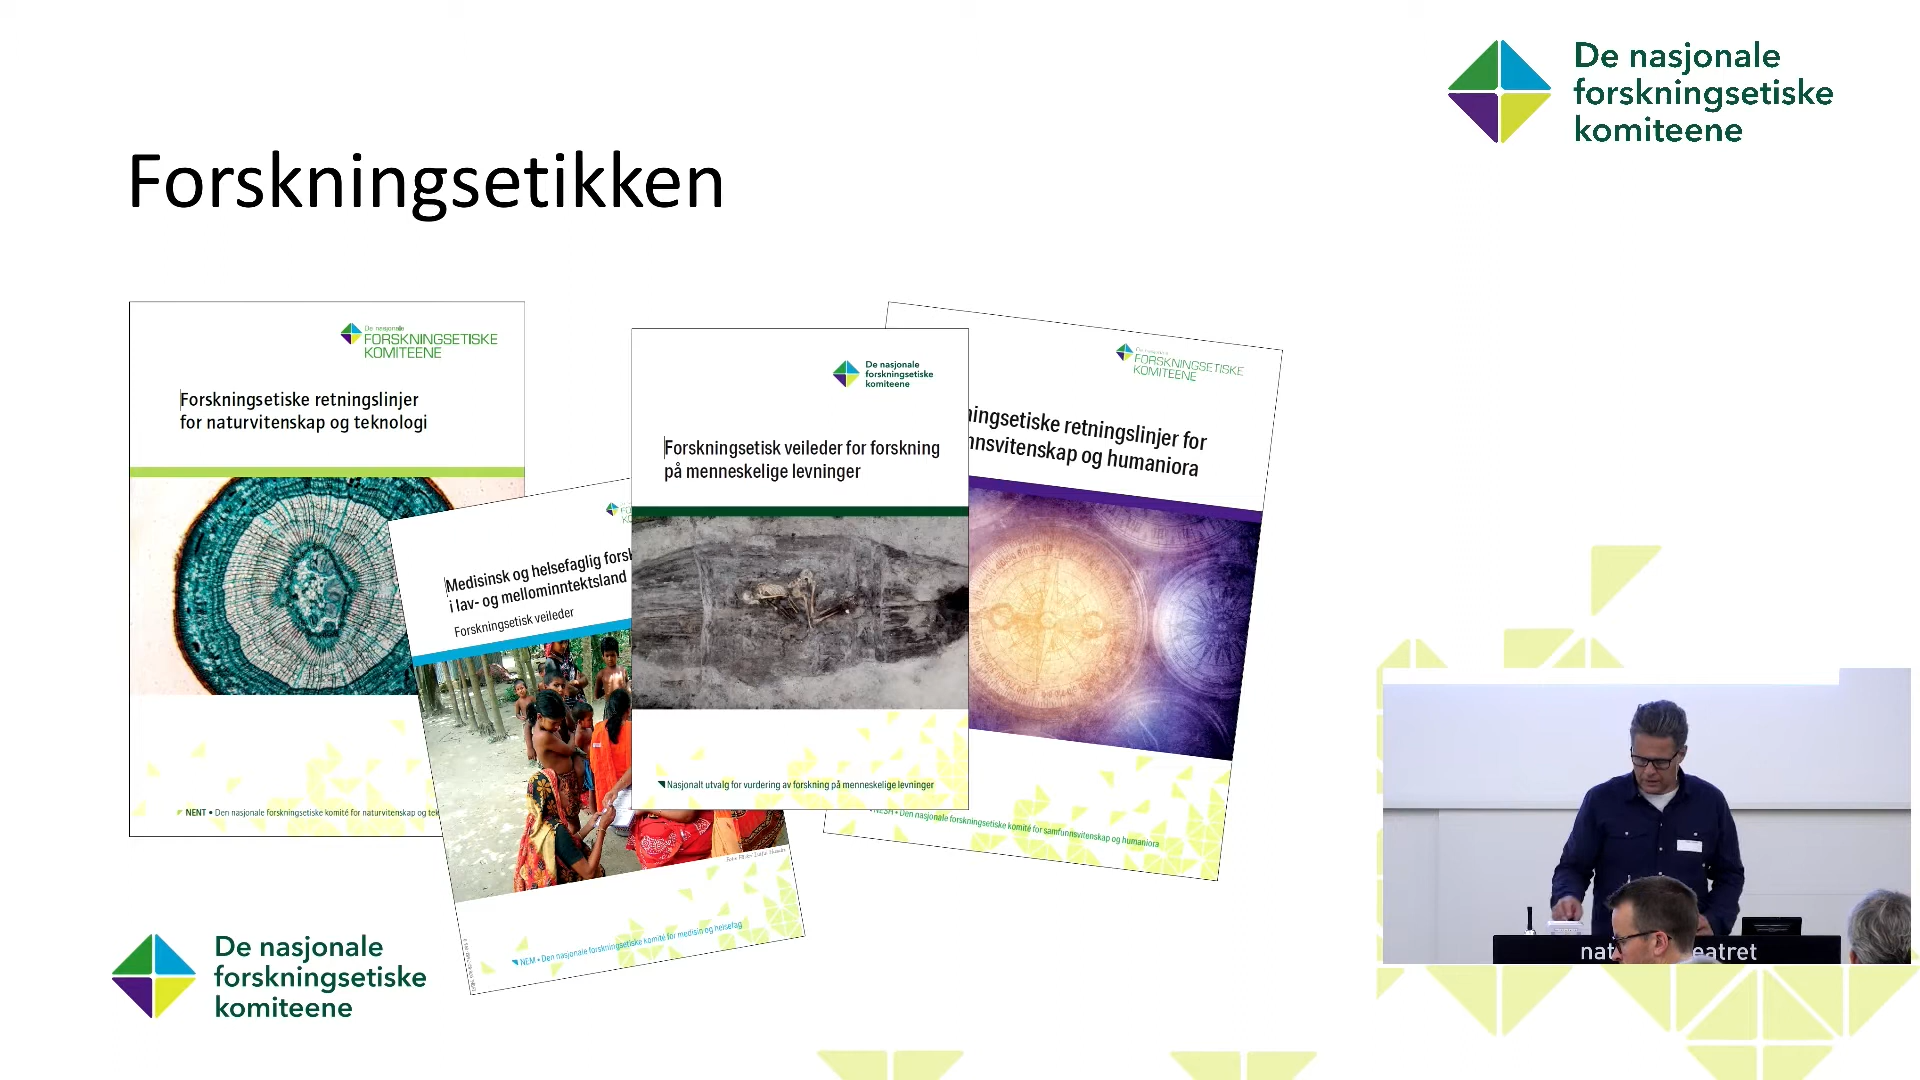 De nasjonale
forskningsetiske
komiteene
Forskningsetikken
De nasjonale
FORSKNINGSETISKE
KOMITEENE
Forskningsetiske retningslinjer
for naturvitenskap og teknologi
NENT • Den nasjonale forskningsetiske komité for naturvitenskap og tek
Medisinsk og helsefaglig forsk
i lav- og mellominntektsland
Forskningsetisk veileder
NEM • Den nasjonale forskningsetiske komité for medisin og helsefag
De nasjonale
forskningsetiske
komiteene
Forskningsetisk veileder for forskning
på menneskelige levninger
Nasjonalt utvalg for vurdering av forskning på menneskelige levninger
De nasjonale
FORSKNINGSETISKE
KOMITEENE
ningsetiske retningslinjer for
nnsvitenskap og humaniora
NESH • Den nasjonale forskningsetiske komité for samfunnsvitenskap og humaniora
De nasjonale
forskningsetiske
komiteene
nat eatret